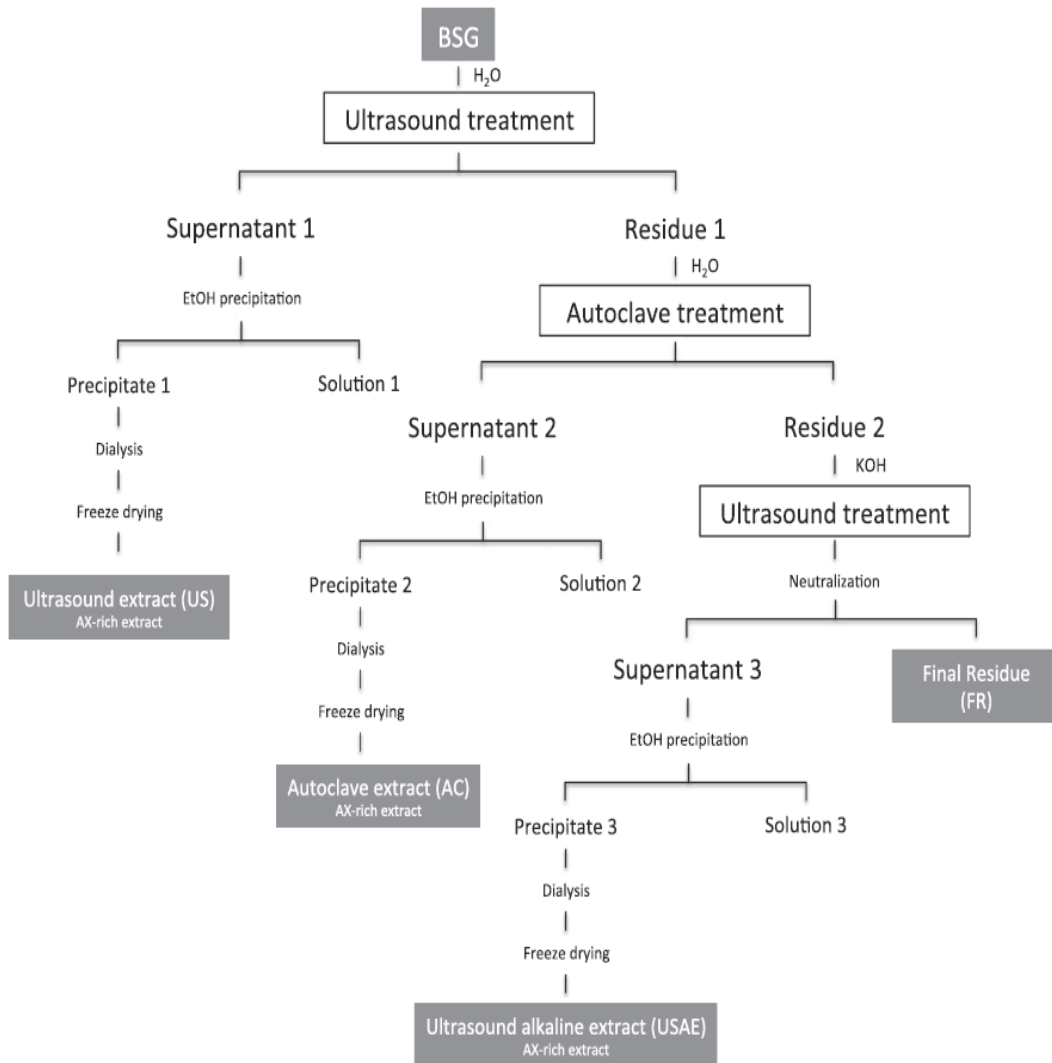 BSG
H₂O
Ultrasound treatment
Supernatant 1
Residue 1
H₂O
EtOH precipitation
Autoclave treatment
Precipitate 1
Solution 1
Dialysis
Supernatant 2
Residue 2
KOH
Freeze drying
EtOH precipitation
Ultrasound treatment
Ultrasound extract (US)
AX-rich extract
Precipitate 2
Solution 2
Neutralization
Dialysis
Supernatant 3
Final Residue
(FR)
Freeze drying
EtOH precipitation
Autoclave extract (AC)
AX-rich extract
Precipitate 3
Solution 3
Dialysis
Freeze drying
Ultrasound alkaline extract (USAE)
AX-rich extract